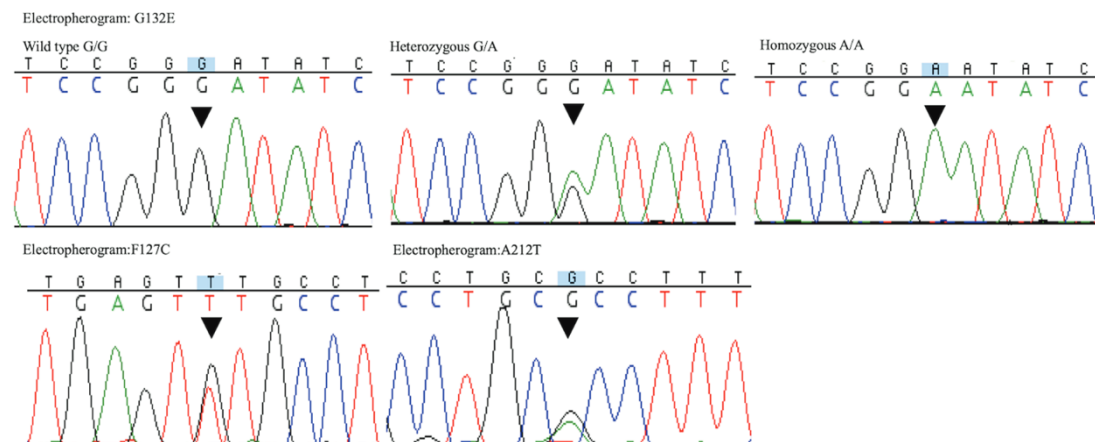 Electropherogram: G132E
Wild type G/G
T C C G G G A T A T C
T C C G G G A T A T C
Heterozygous G/A
T C C G G G A T A T C
T C C G G G A T A T C
Homozygous A/A
T C C G G A A T A T C
T C C G G A A T A T C
Electropherogram:F127C
T G A G T T T G C C T
T G A G T T T G C C T
Electropherogram:A212T
C C T G C G C C T T T
C C T G C G C C T T T